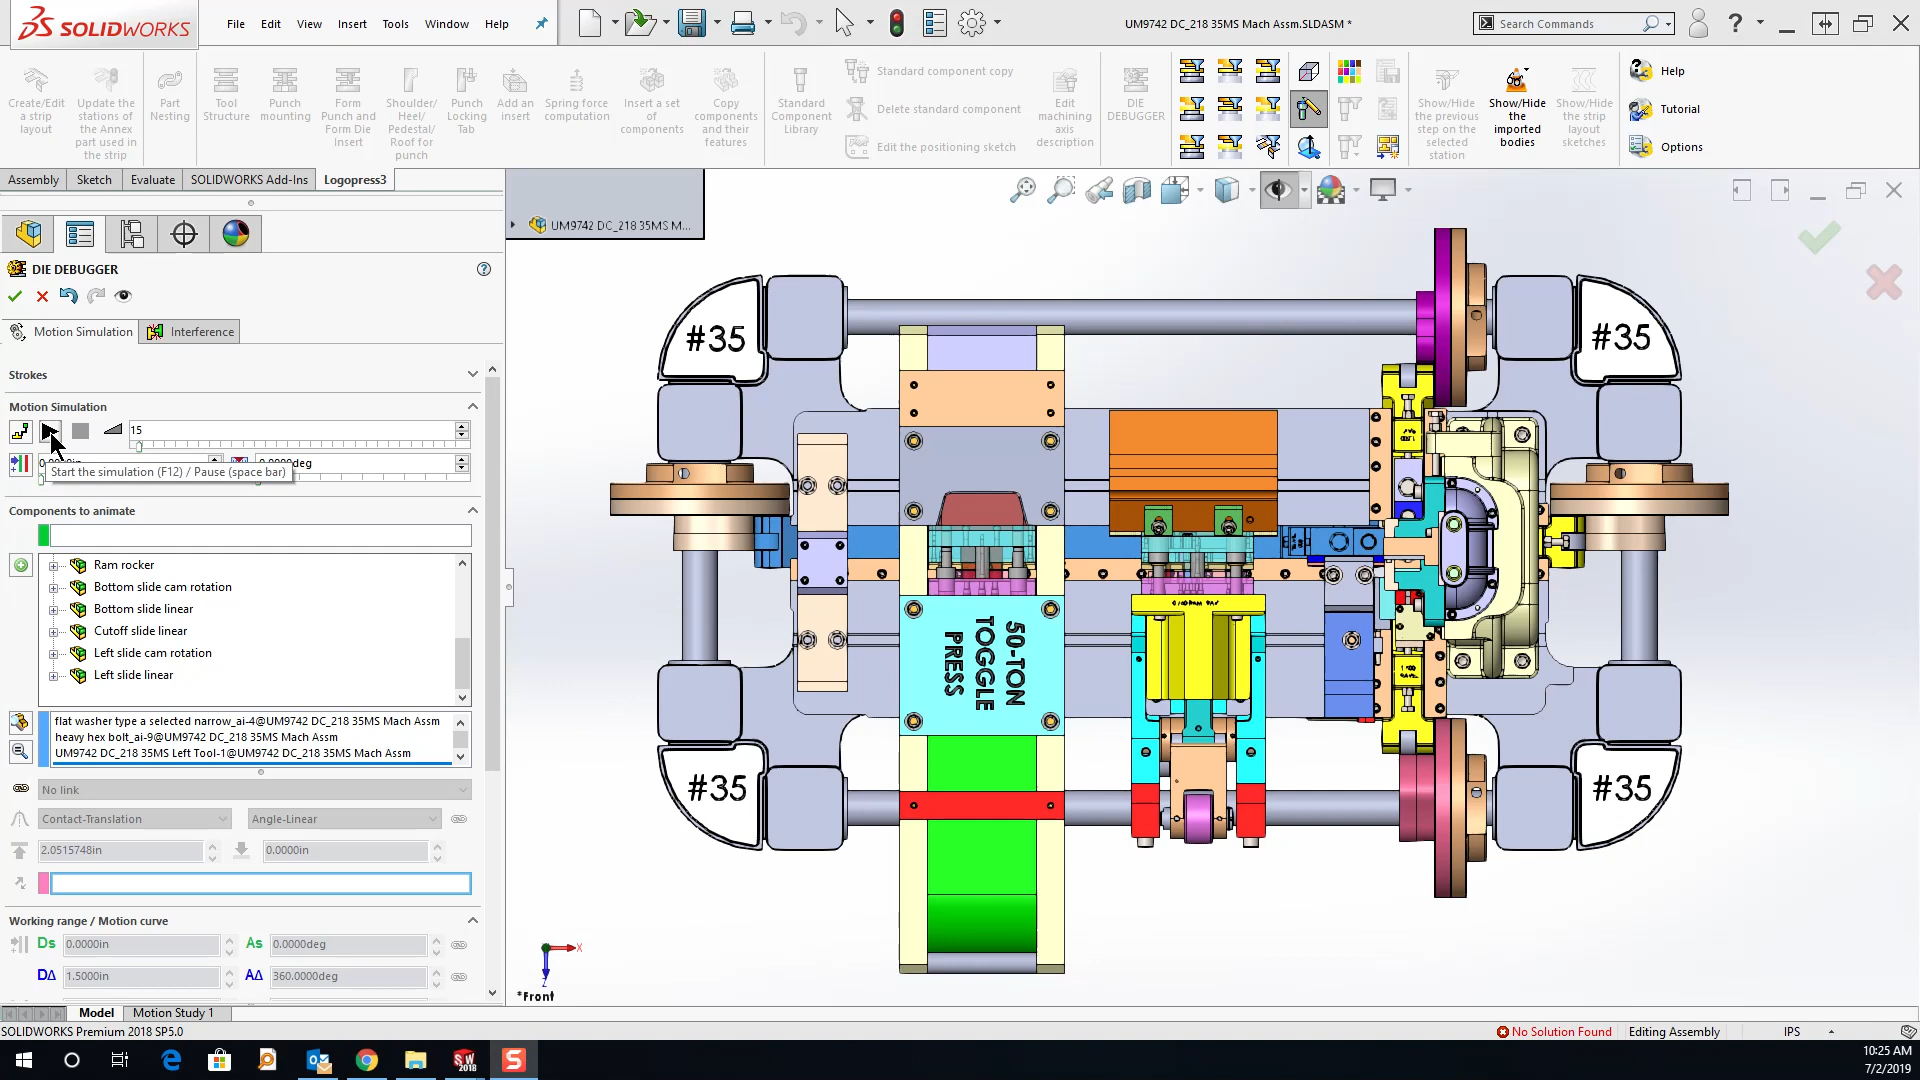 SOLIDWORKS
File Edit View Insert Tools Window Help
UM9742 DC_218 35MS Mach Assm.SLDASM *
Search Commands
Create/Edit a strip layout
Update the stations of the Annex part used in the strip
Part Nesting
Tool Structure
Punch mounting
Form Punch and Form Die Insert
Shoulder/ Heel/ Pedestal/ Roof for punch
Punch Locking Tab
Add an insert
Spring force computation
Insert a set of components
Copy components and their features
Standard Component Library
Standard component copy
Delete standard component
Edit the positioning sketch
Edit machining axis description
DIE DEBUGGER
Show/Hide the previous step on the selected station
Show/Hide the imported bodies
Show/Hide the strip layout sketches
Help
Tutorial
Options
Assembly Sketch Evaluate SOLIDWORKS Add-Ins Logopress3
UM9742 DC_218 35MS M...
DIE DEBUGGER
Motion Simulation Interference
Strokes
Motion Simulation
15
Start the simulation (F12) / Pause (space bar)
Components to animate
Ram rocker
Bottom slide cam rotation
Bottom slide linear
Cutoff slide linear
Left slide cam rotation
Left slide linear
flat washer type a selected narrow_ai-4@UM9742 DC_218 35MS Mach Assm
heavy hex bolt_ai-9@UM9742 DC_218 35MS Mach Assm
UM9742 DC_218 35MS Left Tool-1@UM9742 DC_218 35MS Mach Assm
No link
Contact-Translation Angle-Linear
2.0515748in 0.0000in
Working range / Motion curve
Ds 0.0000in As 0.0000deg
DΔ 1.5000in AΔ 360.0000deg
#35
#35
50-TON
TOGGLE
PRESS
#35
#35
X
Z
*Front
Model Motion Study 1
SOLIDWORKS Premium 2018 SP5.0
No Solution Found Editing Assembly IPS
10:25 AM
7/2/2019